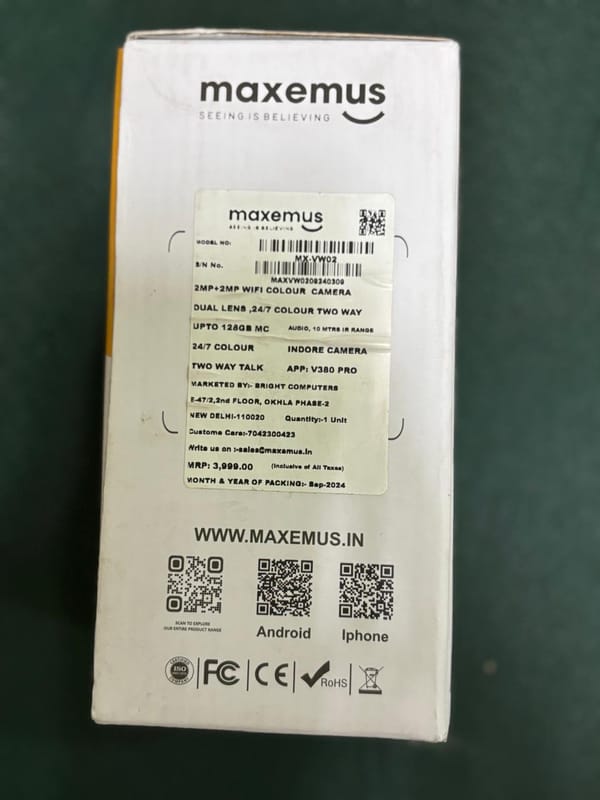 maxemus
SEEING IS BELIEVING
maxemus
SEEING IS BELIEVING
MODEL NO:
MX-VW02
S/N No.
MAXVW0209240309
2MP+2MP WIFI COLOUR CAMERA
DUAL LENS ,24/7 COLOUR TWO WAY
UPTO 128GB MC AUDIO, 10 MTRS IR RANGE
24/7 COLOUR INDORE CAMERA
TWO WAY TALK APP: V380 PRO
MARKETED BY:- BRIGHT COMPUTERS
E-47/2,2nd FLOOR, OKHLA PHASE-2
NEW DELHI-110020 Quantity:-1 Unit
Custome Care:-7042300423
Write us on :-sales@maxemus.in
MRP: 3,999.00 (Inclusive of All Taxes)
MONTH & YEAR OF PACKING:- Sep-2024
WWW.MAXEMUS.IN
SCAN TO EXPLORE
OUR ENTIRE PRODUCT RANGE
Android Iphone
CERTIFIED ISO COMPANY FC CE RoHS